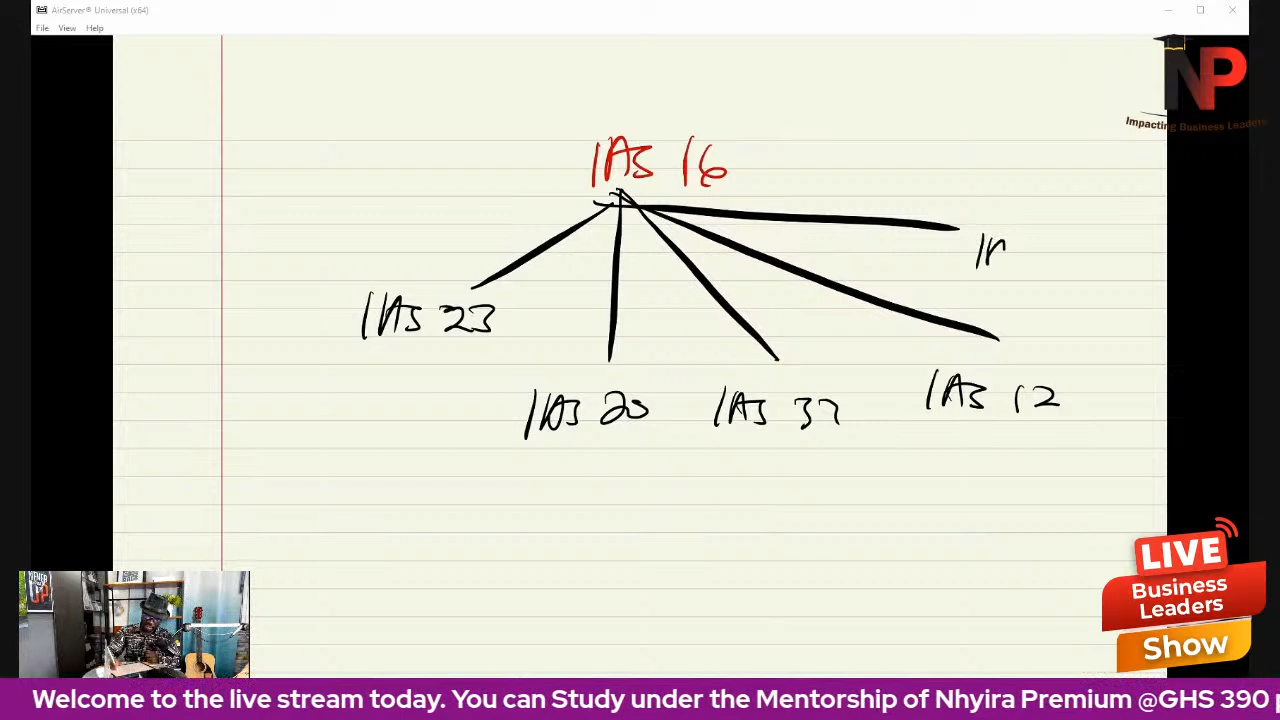 AirServer® Universal (x64)
File View Help
NP
Impacting Business Leaders
IAS 16
IAS 23
IAS 20
IAS 37
IAS 12
LIVE
Business
Leaders
Show
Welcome to the live stream today. You can Study under the Mentorship of Nhyira Premium @GHS 390